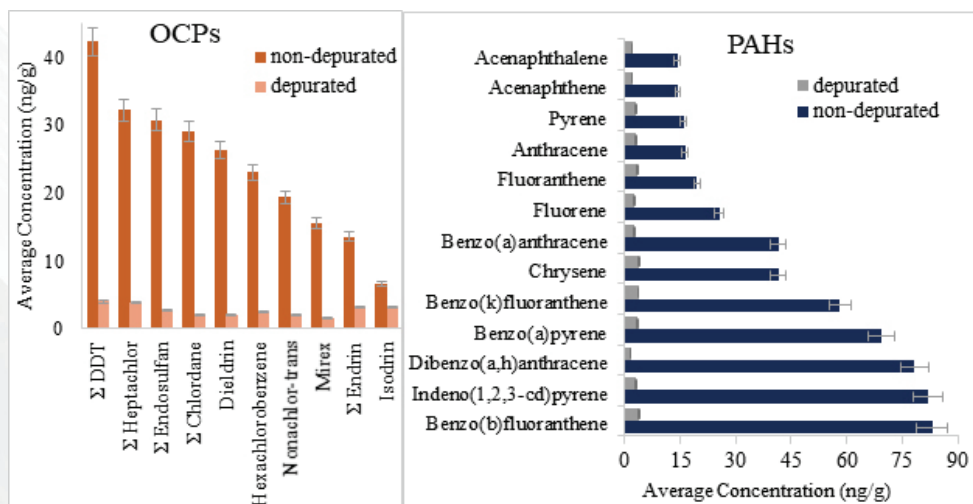 OCPs
non-depurated
depurated
Average Concentration (ng/g)
40
30
20
10
0
Σ DDT
Σ Heptachlor
Σ Endosulfan
Σ Chlordane
Dieldrin
Hexachlorobenzene
Nonachlor-trans
Mirex
Σ Endrin
Isodrin
PAHs
depurated
non-depurated
Acenaphthalene
Acenaphthene
Pyrene
Anthracene
Fluoranthene
Fluorene
Benzo(a)anthracene
Chrysene
Benzo(k)fluoranthene
Benzo(a)pyrene
Dibenzo(a,h)anthracene
Indeno(1,2,3-cd)pyrene
Benzo(b)fluoranthene
0 15 30 45 60 75 90
Average Concentration (ng/g)